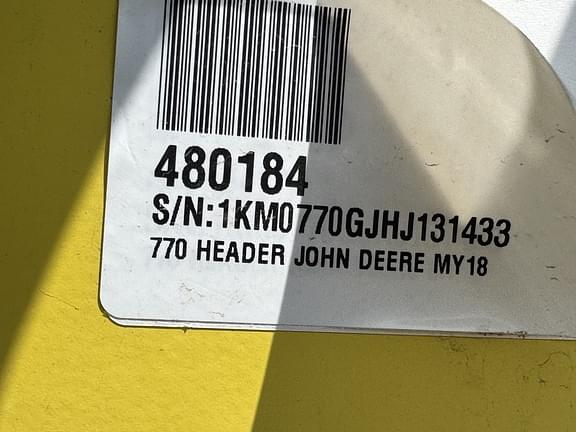 480184
S/N:1KM0770GJHJ131433
770 HEADER JOHN DEERE MY18